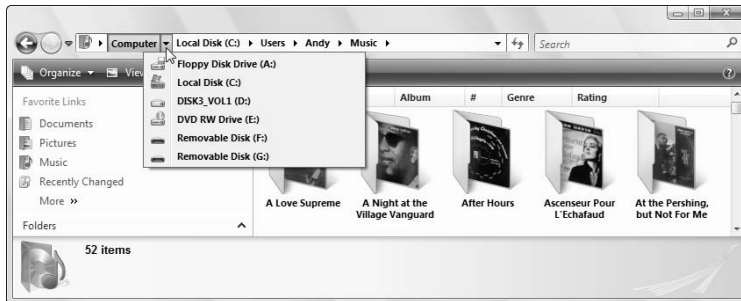 Computer Local Disk (C:) Users Andy Music Search
Organize Floppy Disk Drive (A:)
Local Disk (C:)
Favorite Links Album # Genre Rating
DISK3_VOL1 (D:)
Documents DVD RW Drive (E:)
Pictures Removable Disk (F:)
Music Removable Disk (G:)
Recently Changed
More »
A Love Supreme A Night at the Village Vanguard After Hours Ascenseur Pour L'Echafaud At the Pershing, but Not For Me
Folders
52 items